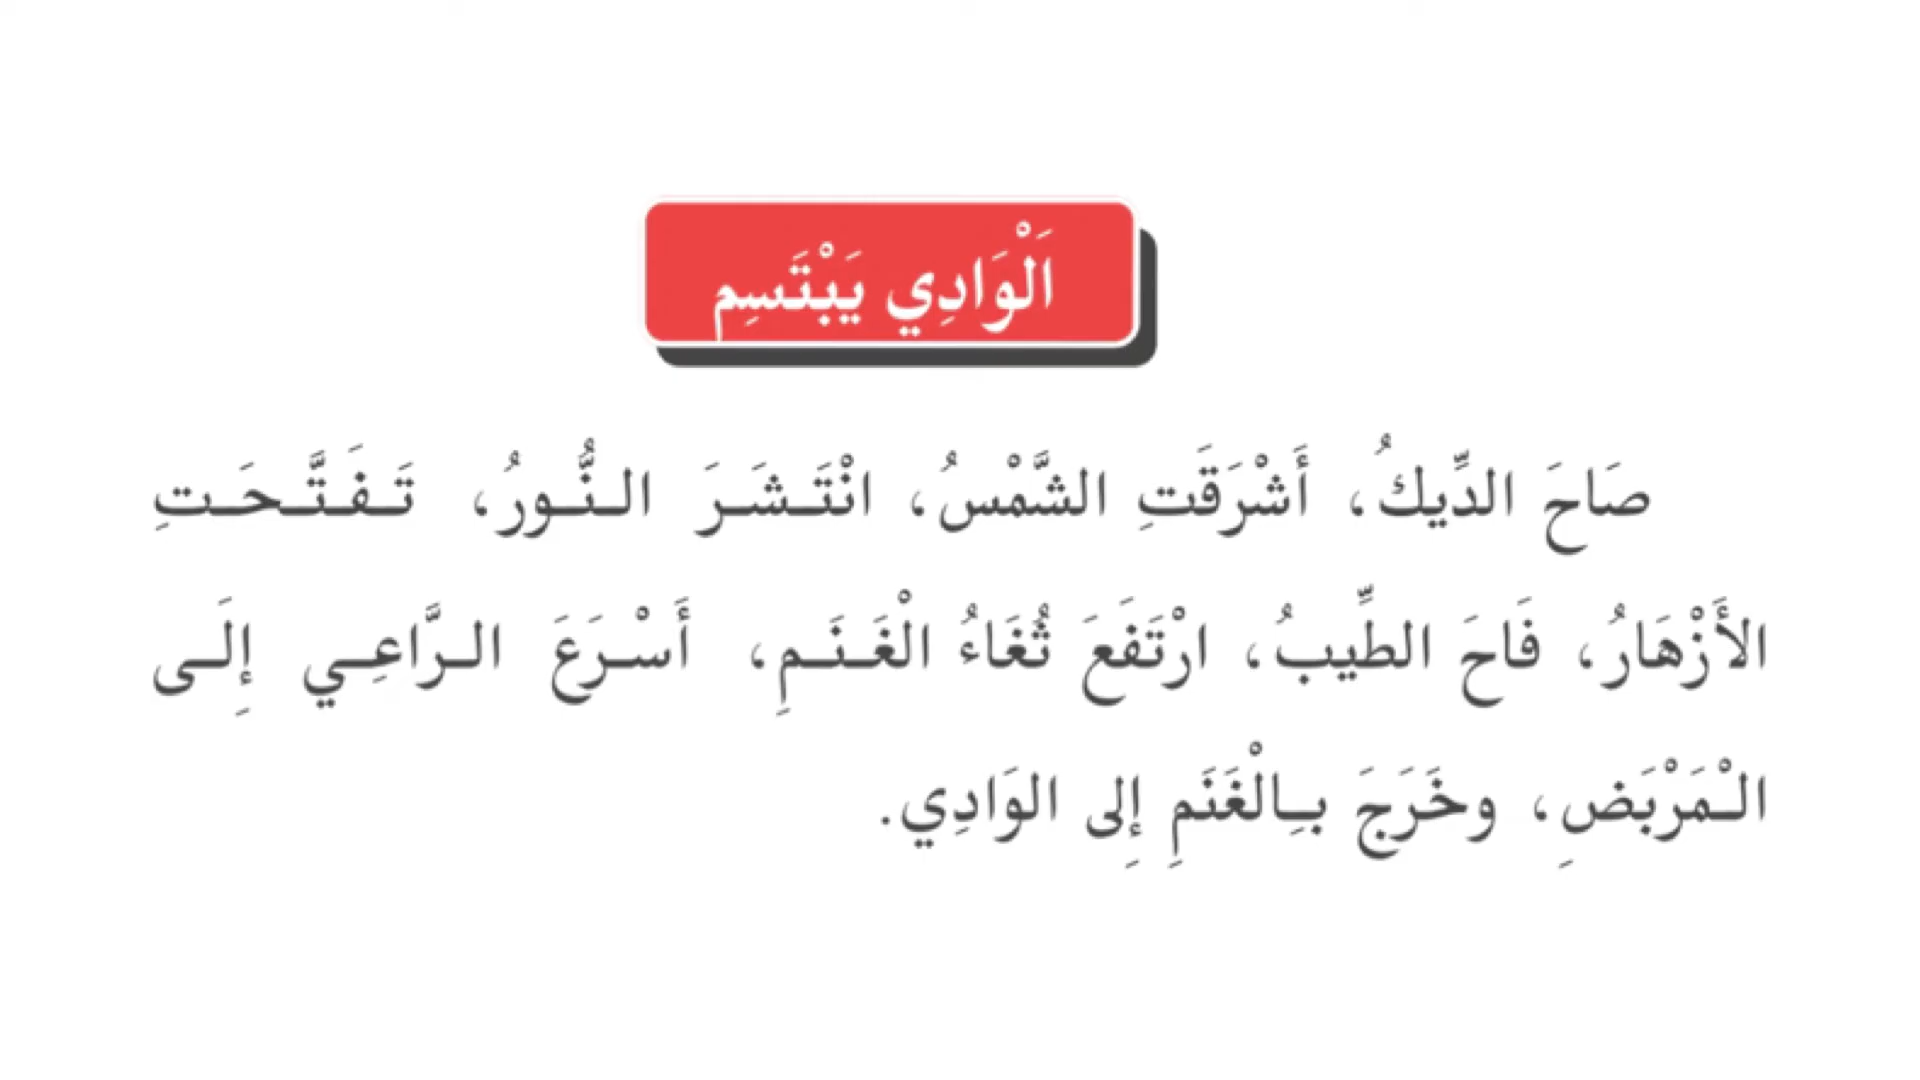 اَلْوَادِي يَبْتَسِم
صَاحَ الدِّيكُ، أَشْرَقَتِ الشَّمْسُ، انْتَشَرَ النُّورُ، تَفَتَّحَتِ
الأَزْهَارُ، فَاحَ الطِّيبُ، ارْتَفَعَ ثُغَاءُ الْغَنَمِ، أَسْرَعَ الرَّاعِي إِلَى
الْمَرْبَضِ، وخَرَجَ بِالْغَنَمِ إِلى الوَادِي.